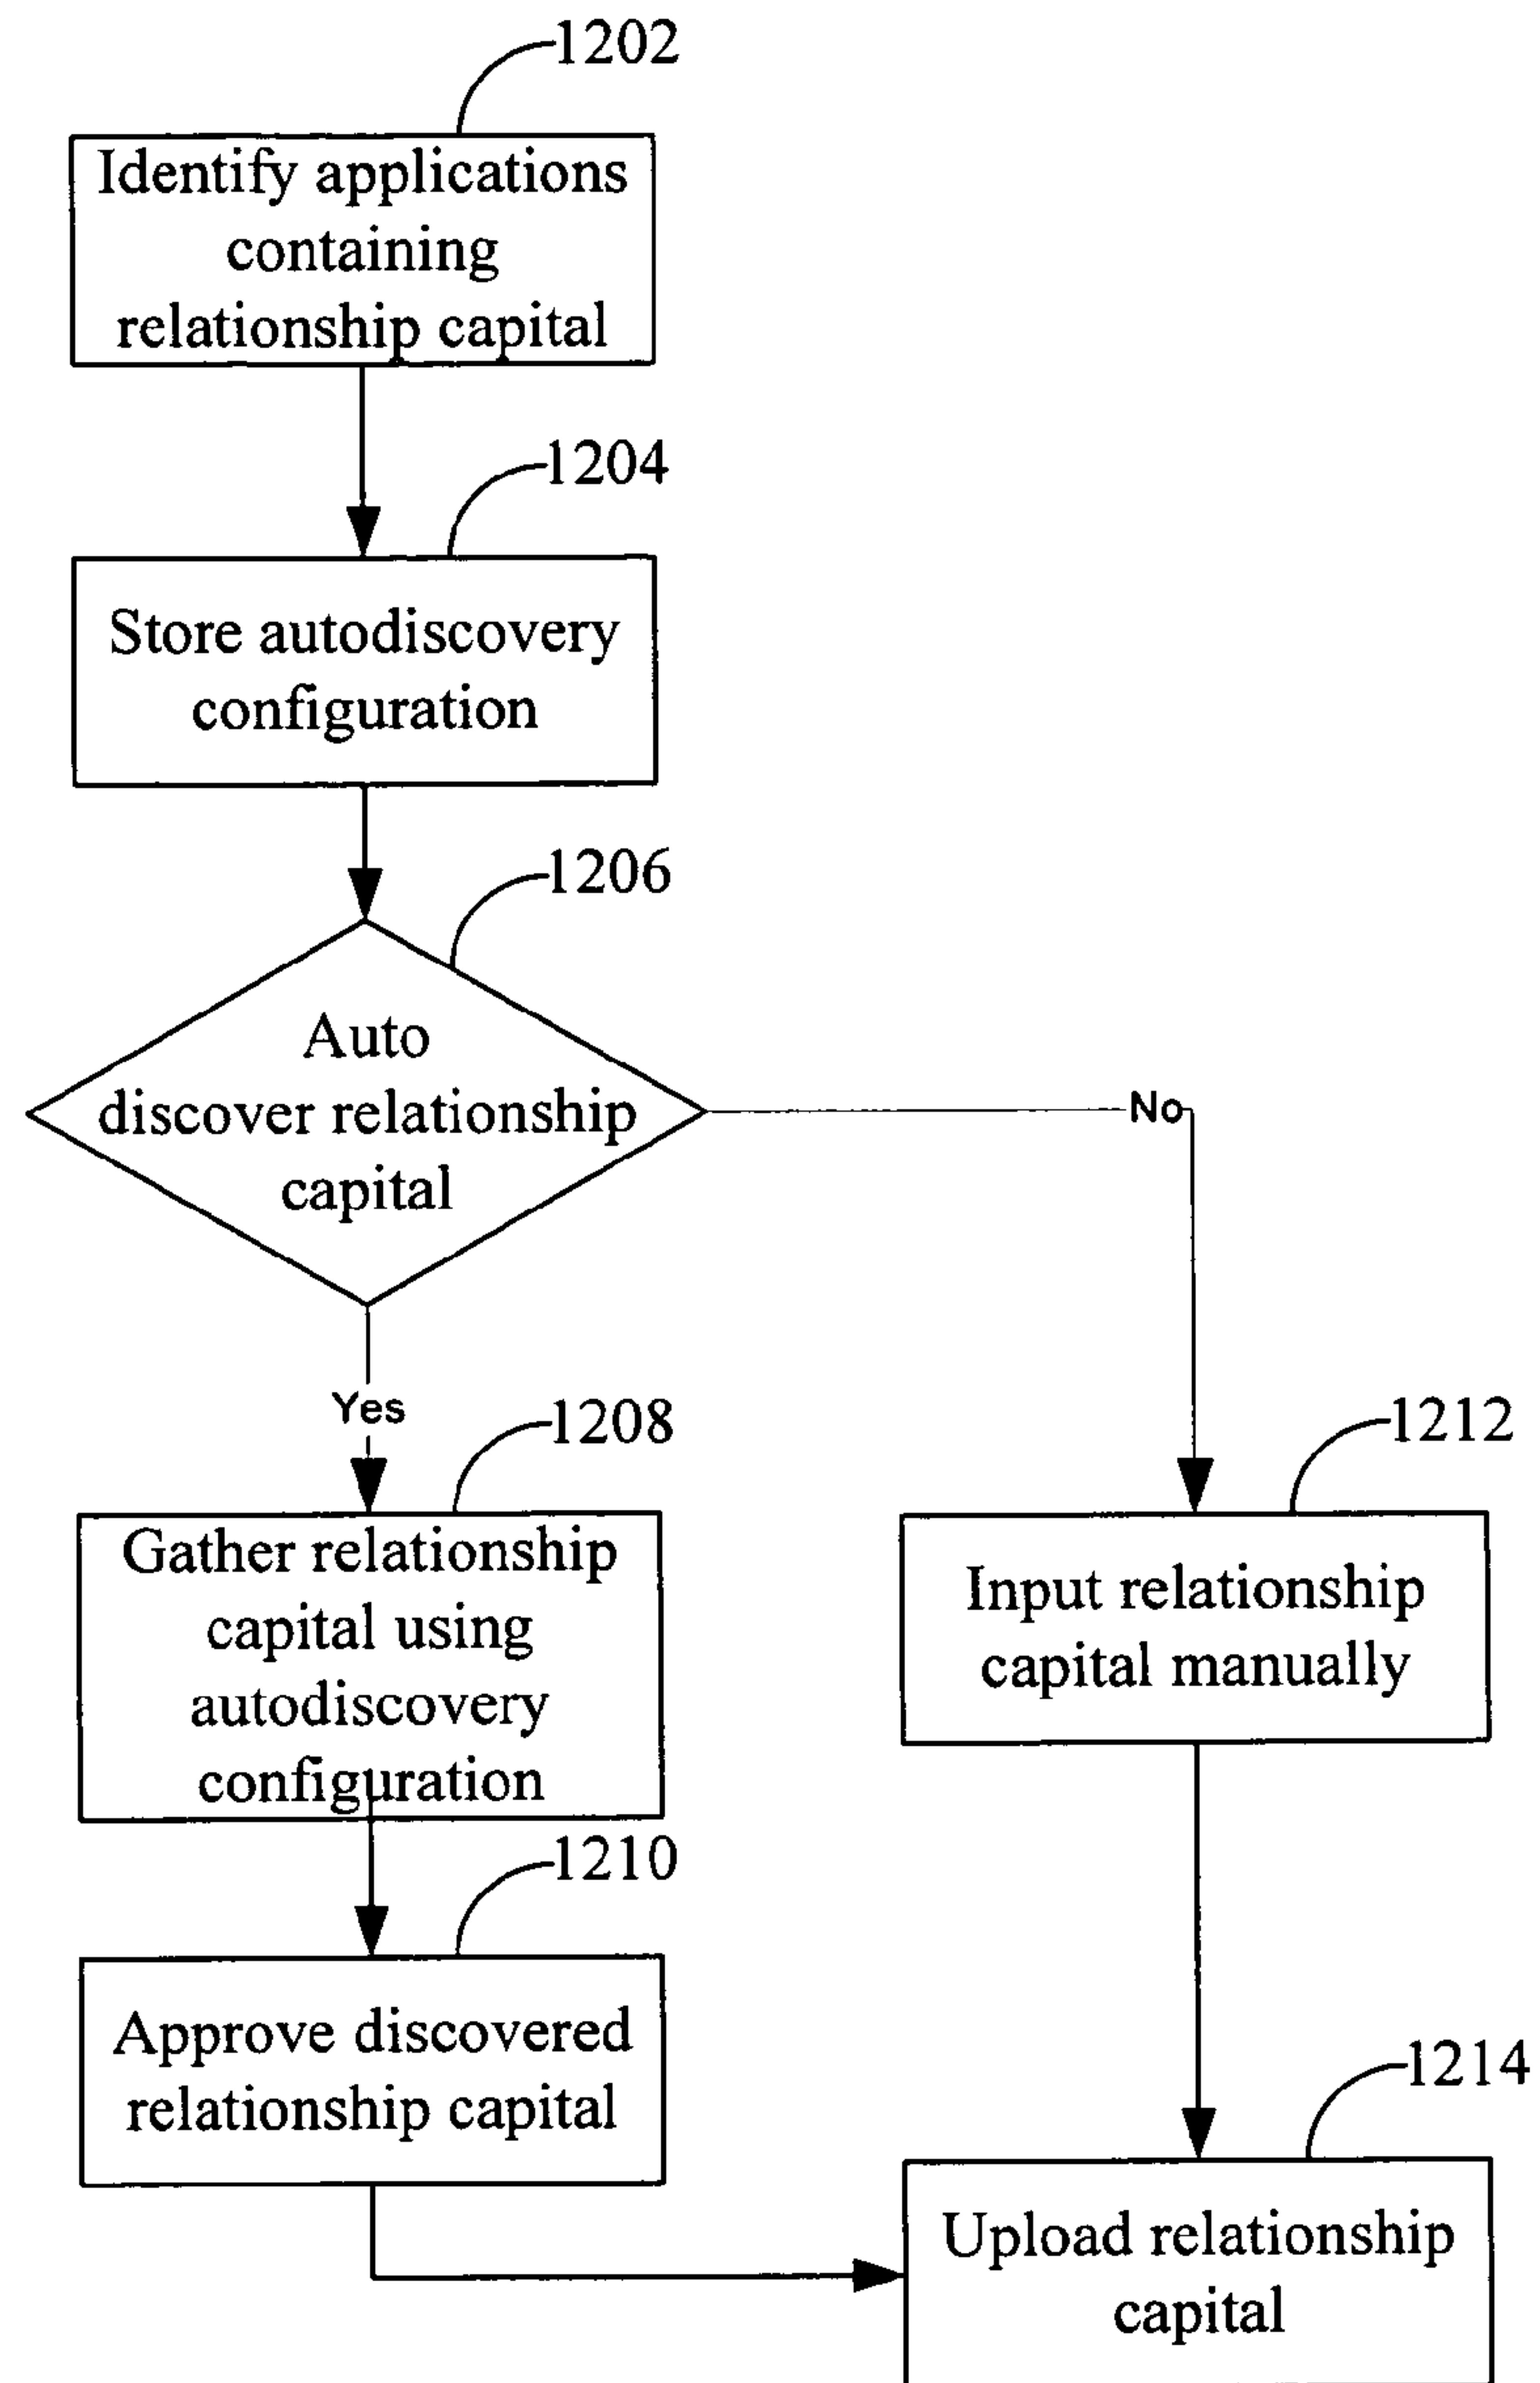 1202
Identify applications
containing
relationship capital
1204
Store autodiscovery
configuration
1206
Auto
discover relationship
capital
No
Yes
1208
Gather relationship
capital using
autodiscovery
configuration
1212
Input relationship
capital manually
1210
Approve discovered
relationship capital
1214
Upload relationship
capital